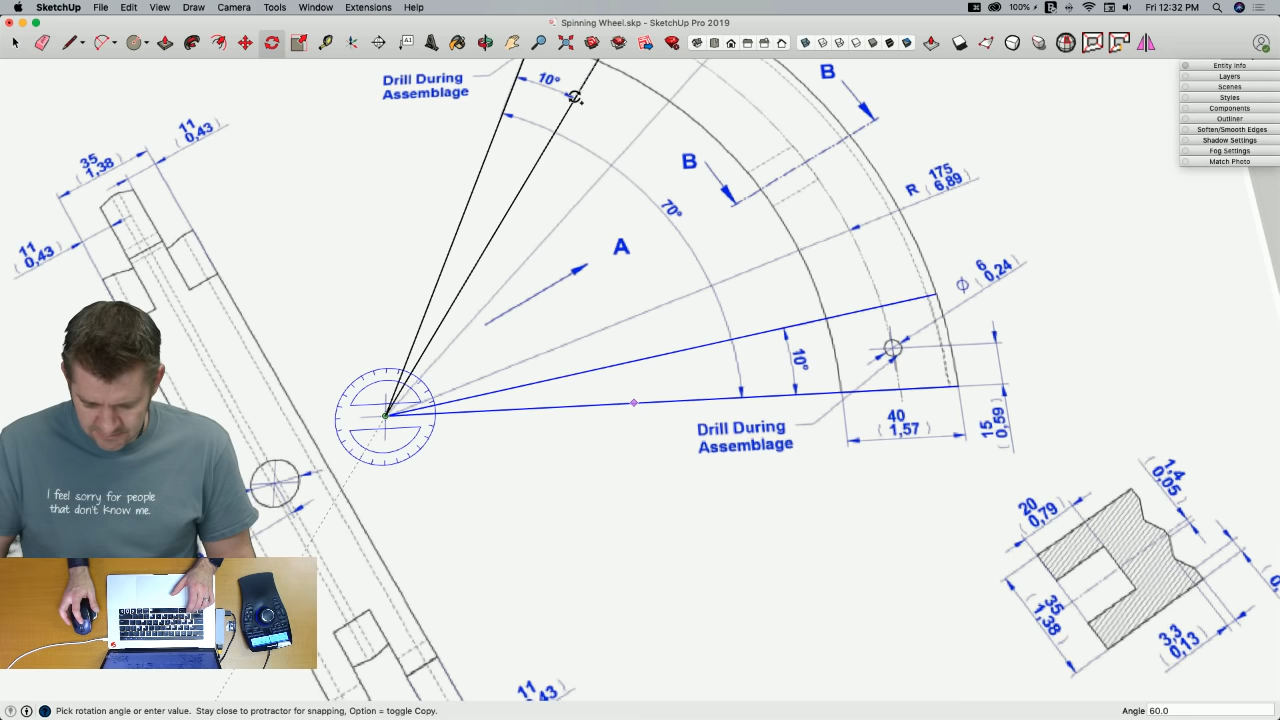 SketchUp File Edit View Draw Camera Tools Window Extensions Help
100% Fri 12:32 PM
Spinning Wheel.skp - SketchUp Pro 2019
Entity Info
Layers
Scenes
Styles
Components
Outliner
Soften/Smooth Edges
Shadow Settings
Fog Settings
Match Photo
Drill During
Assemblage
10°
B
B
70°
A
R 175
( 6,89 )
11
( 0,43 )
35
( 1,38 )
11
( 0,43 )
Ø 6
( 0,24 )
10°
Drill During
Assemblage
40
( 1,57 )
15
( 0,59 )
1,4
( 0,05 )
20
( 0,79 )
35
( 1,38 )
3,3
( 0,13 )
11
I feel sorry for people
that don't know me.
Pick rotation angle or enter value. Stay close to protractor for snapping, Option = toggle Copy.
Angle 60.0